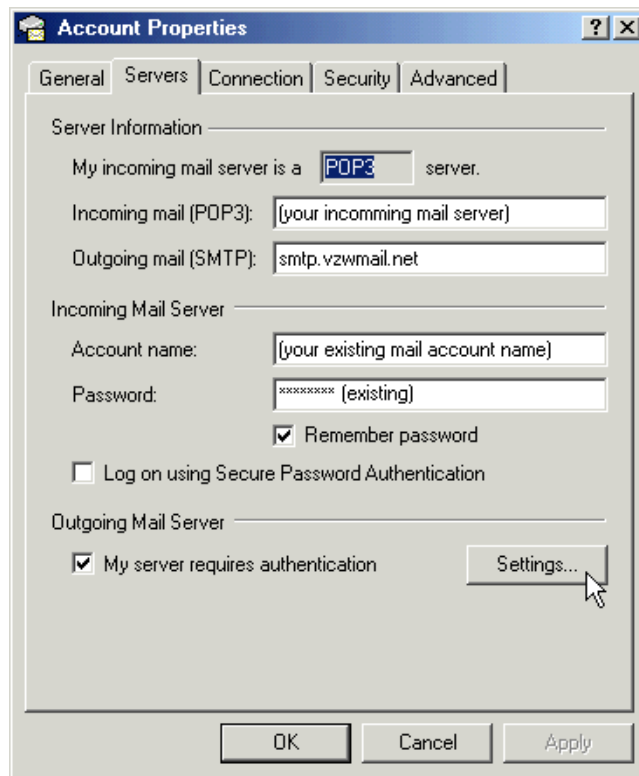 Account Properties
General Servers Connection Security Advanced
Server Information
My incoming mail server is a POP3 server.
Incoming mail (POP3): (your incomming mail server)
Outgoing mail (SMTP): smtp.vzwmail.net
Incoming Mail Server
Account name: (your existing mail account name)
Password: ******** (existing)
Remember password
Log on using Secure Password Authentication
Outgoing Mail Server
My server requires authentication Settings...
OK Cancel Apply